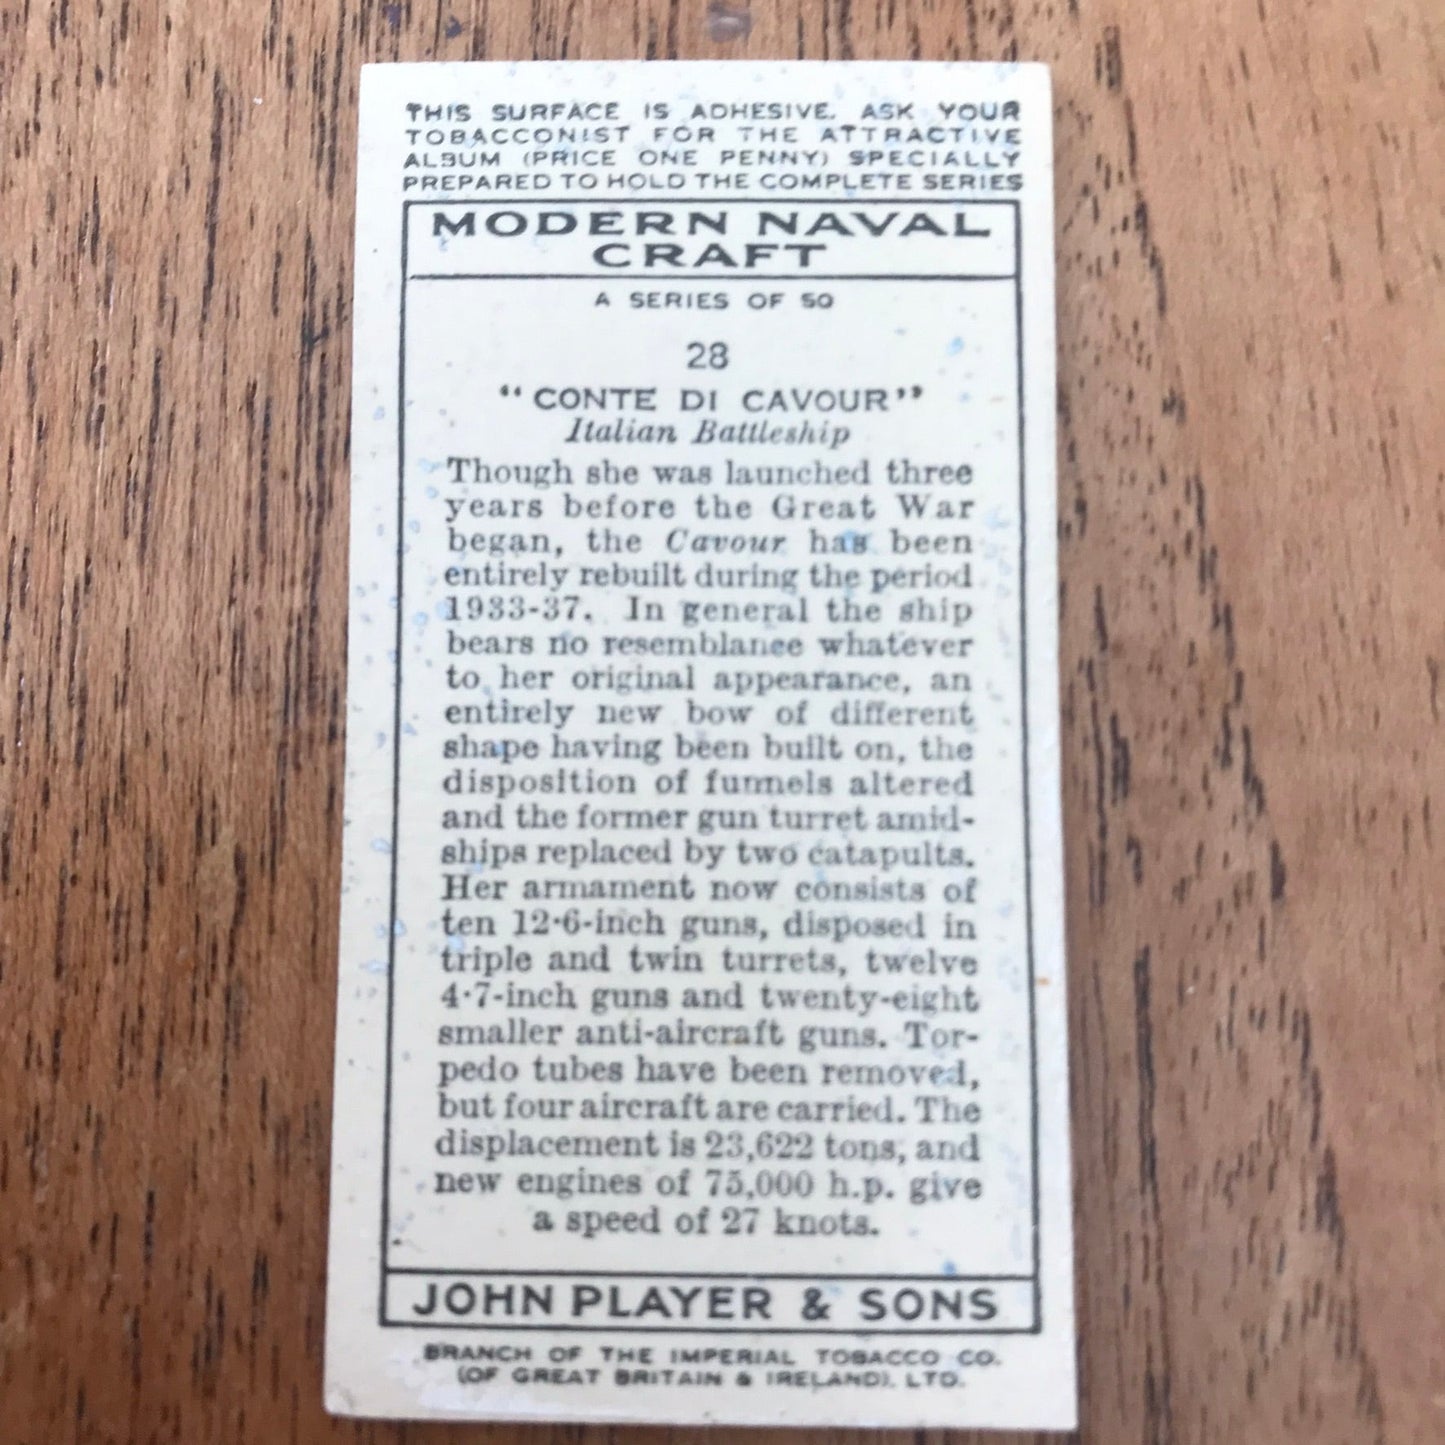 THIS SURFACE IS ADHESIVE. ASK YOUR
TOBACCONIST FOR THE ATTRACTIVE
ALBUM (PRICE ONE PENNY) SPECIALLY
PREPARED TO HOLD THE COMPLETE SERIES
MODERN NAVAL
CRAFT
A SERIES OF 50
28
"CONTE DI CAVOUR"
Italian Battleship
Though she was launched three
years before the Great War
began, the Cavour has been
entirely rebuilt during the period
1933-37. In general the ship
bears no resemblance whatever
to her original appearance, an
entirely new bow of different
shape having been built on, the
disposition of funnels altered
and the former gun turret amid-
ships replaced by two catapults.
Her armament now consists of
ten 12·6-inch guns, disposed in
triple and twin turrets, twelve
4·7-inch guns and twenty-eight
smaller anti-aircraft guns. Tor-
pedo tubes have been removed,
but four aircraft are carried. The
displacement is 23,622 tons, and
new engines of 75,000 h.p. give
a speed of 27 knots.
JOHN PLAYER & SONS
BRANCH OF THE IMPERIAL TOBACCO CO.
(OF GREAT BRITAIN & IRELAND), LTD.